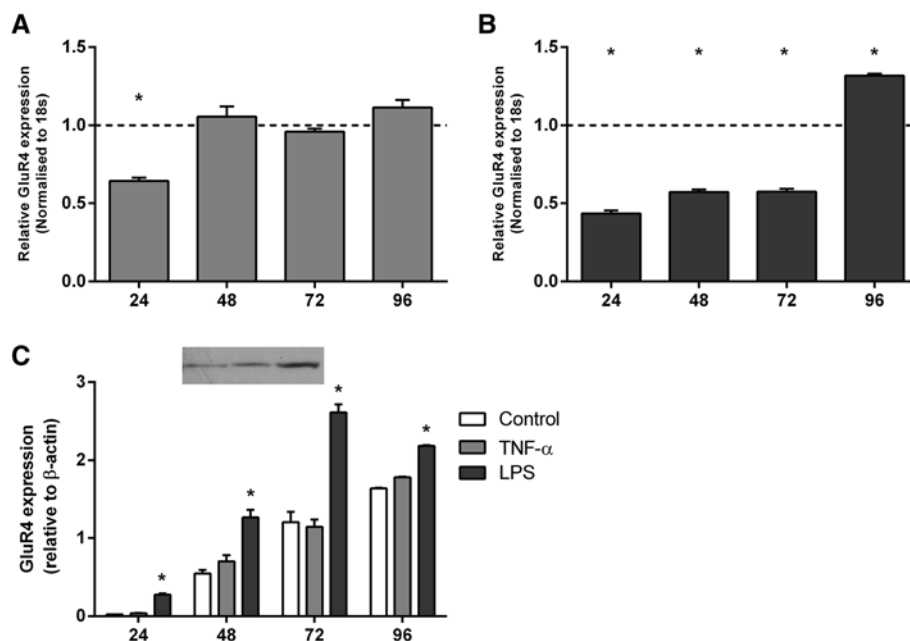 A
Relative GluR4 expression
(Normalised to 18s)
1.5
*
1.0
0.5
0.0
24 48 72 96
B
Relative GluR4 expression
(Normalised to 18s)
1.5
* * * *
1.0
0.5
0.0
24 48 72 96
C
GluR4 expression
(relative to β-actin)
3
*
*
2
*
1
*
0
24 48 72 96
Control
TNF-α
LPS